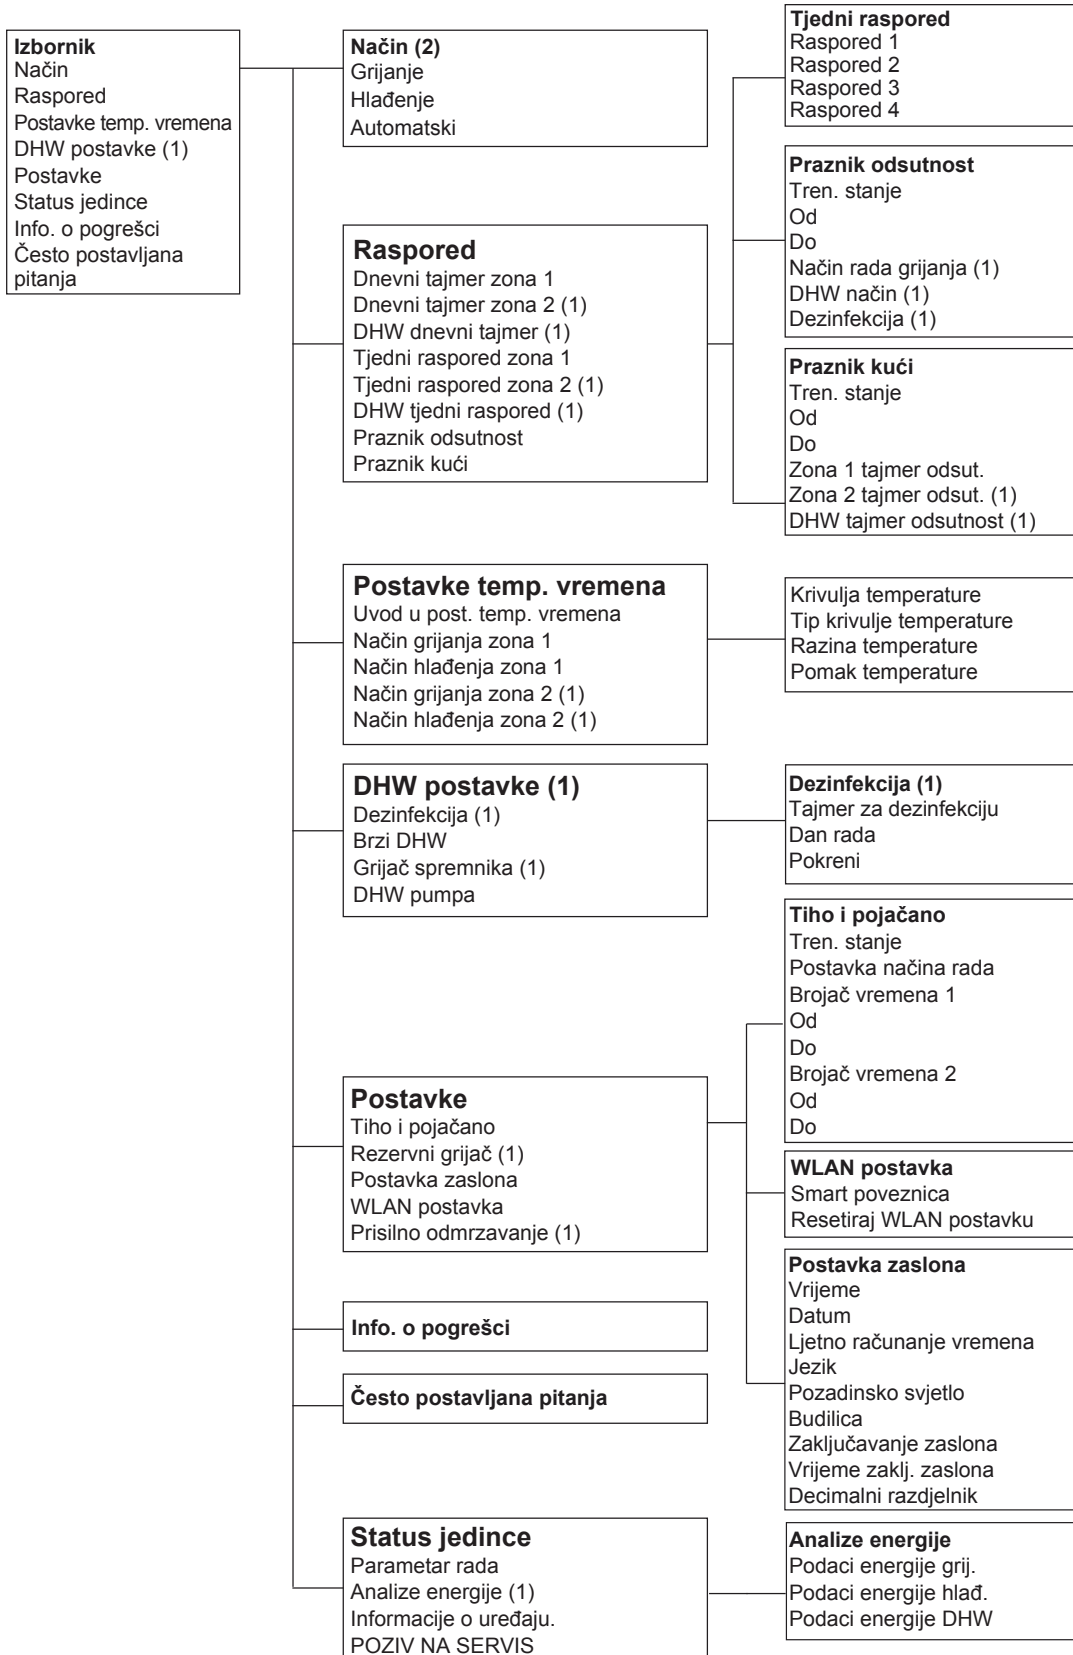 Izbornik
Način
Raspored
Postavke temp. vremena
DHW postavke (1)
Postavke
Status jedince
Info. o pogrešci
Često postavljana
pitanja
Način (2)
Grijanje
Hlađenje
Automatski
Raspored
Dnevni tajmer zona 1
Dnevni tajmer zona 2 (1)
DHW dnevni tajmer (1)
Tjedni raspored zona 1
Tjedni raspored zona 2 (1)
DHW tjedni raspored (1)
Praznik odsutnost
Praznik kući
Postavke temp. vremena
Uvod u post. temp. vremena
Način grijanja zona 1
Način hlađenja zona 1
Način grijanja zona 2 (1)
Način hlađenja zona 2 (1)
DHW postavke (1)
Dezinfekcija (1)
Brzi DHW
Grijač spremnika (1)
DHW pumpa
Postavke
Tiho i pojačano
Rezervni grijač (1)
Postavka zaslona
WLAN postavka
Prisilno odmrzavanje (1)
Info. o pogrešci
Često postavljana pitanja
Status jedince
Parametar rada
Analize energije (1)
Informacije o uređaju.
POZIV NA SERVIS
Tjedni raspored
Raspored 1
Raspored 2
Raspored 3
Raspored 4
Praznik odsutnost
Tren. stanje
Od
Do
Način rada grijanja (1)
DHW način (1)
Dezinfekcija (1)
Praznik kući
Tren. stanje
Od
Do
Zona 1 tajmer odsut.
Zona 2 tajmer odsut. (1)
DHW tajmer odsutnost (1)
Krivulja temperature
Tip krivulje temperature
Razina temperature
Pomak temperature
Dezinfekcija (1)
Tajmer za dezinfekciju
Dan rada
Pokreni
Tiho i pojačano
Tren. stanje
Postavka načina rada
Brojač vremena 1
Od
Do
Brojač vremena 2
Od
Do
WLAN postavka
Smart poveznica
Resetiraj WLAN postavku
Postavka zaslona
Vrijeme
Datum
Ljetno računanje vremena
Jezik
Pozadinsko svjetlo
Budilica
Zaključavanje zaslona
Vrijeme zaklj. zaslona
Decimalni razdjelnik
Analize energije
Podaci energije grij.
Podaci energije hlađ.
Podaci energije DHW